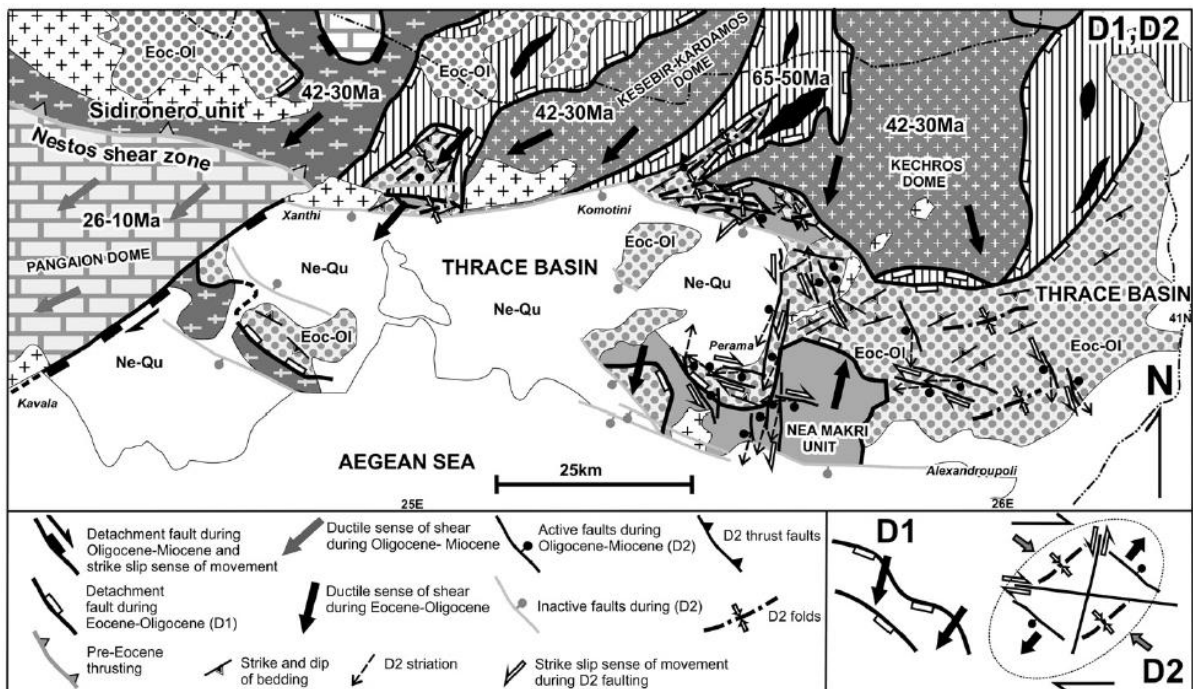 D1, D2
Eoc-Ol
42-30Ma
Eoc-Ol
KESEBIR-KARDAMOS
DOME
65-50Ma
42-30Ma
Sidironero unit
42-30Ma
KECHROS
DOME
Nestos shear zone
26-10Ma
PANGAION DOME
Xanthi
Komotini
Eoc-Ol
Ne-Qu
THRACE BASIN
Ne-Qu
Ne-Qu
THRACE BASIN
41N
Eoc-Ol
Ne-Qu
Perama
Eoc-Ol
Eoc-Ol
N
Kavala
NEA MAKRI
UNIT
AEGEAN SEA
25km
Alexandroupoli
25E
26E
Detachment fault during
Oligocene-Miocene and
strike slip sense of movement
Ductile sense of shear
during Oligocene- Miocene
Active faults during
Oligocene-Miocene (D2)
D2 thrust faults
Detachment
fault during
Eocene-Oligocene (D1)
Ductile sense of shear
during Eocene-Oligocene
Inactive faults during (D2)
D2 folds
Pre-Eocene
thrusting
Strike and dip
of bedding
D2 striation
Strike slip sense of movement
during D2 faulting
D1
D2